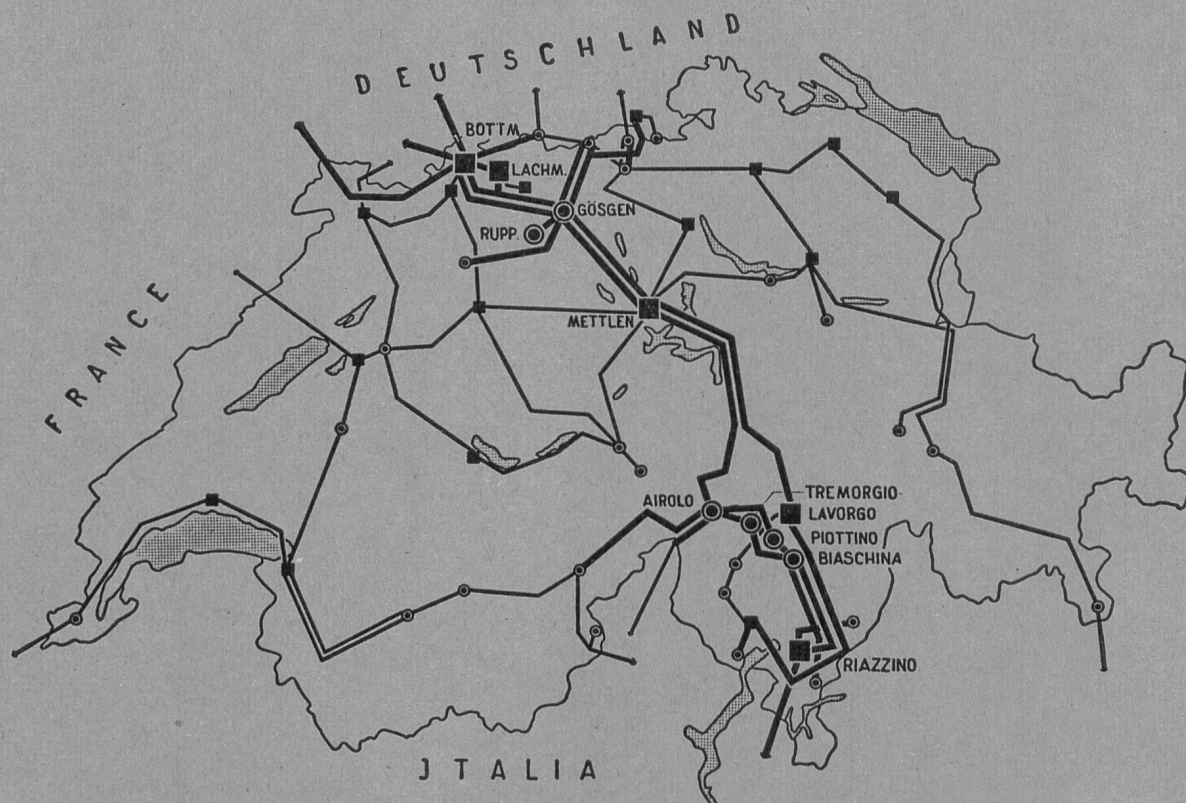 DEUTSCHLAND
BOTTM.
LACHM.
GÖSGEN
RUPP.
FRANCE
METTLEN
AIROLO
TREMORGIO
LAVORGO
PIOTTINO
BIASCHINA
RIAZZINO
JTALIA